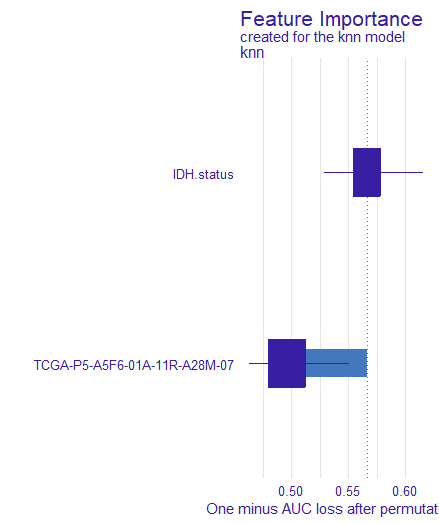 Feature Importance
created for the knn model
knn
IDH.status
TCGA-P5-A5F6-01A-11R-A28M-07
0.50 0.55 0.60
One minus AUC loss after permutat